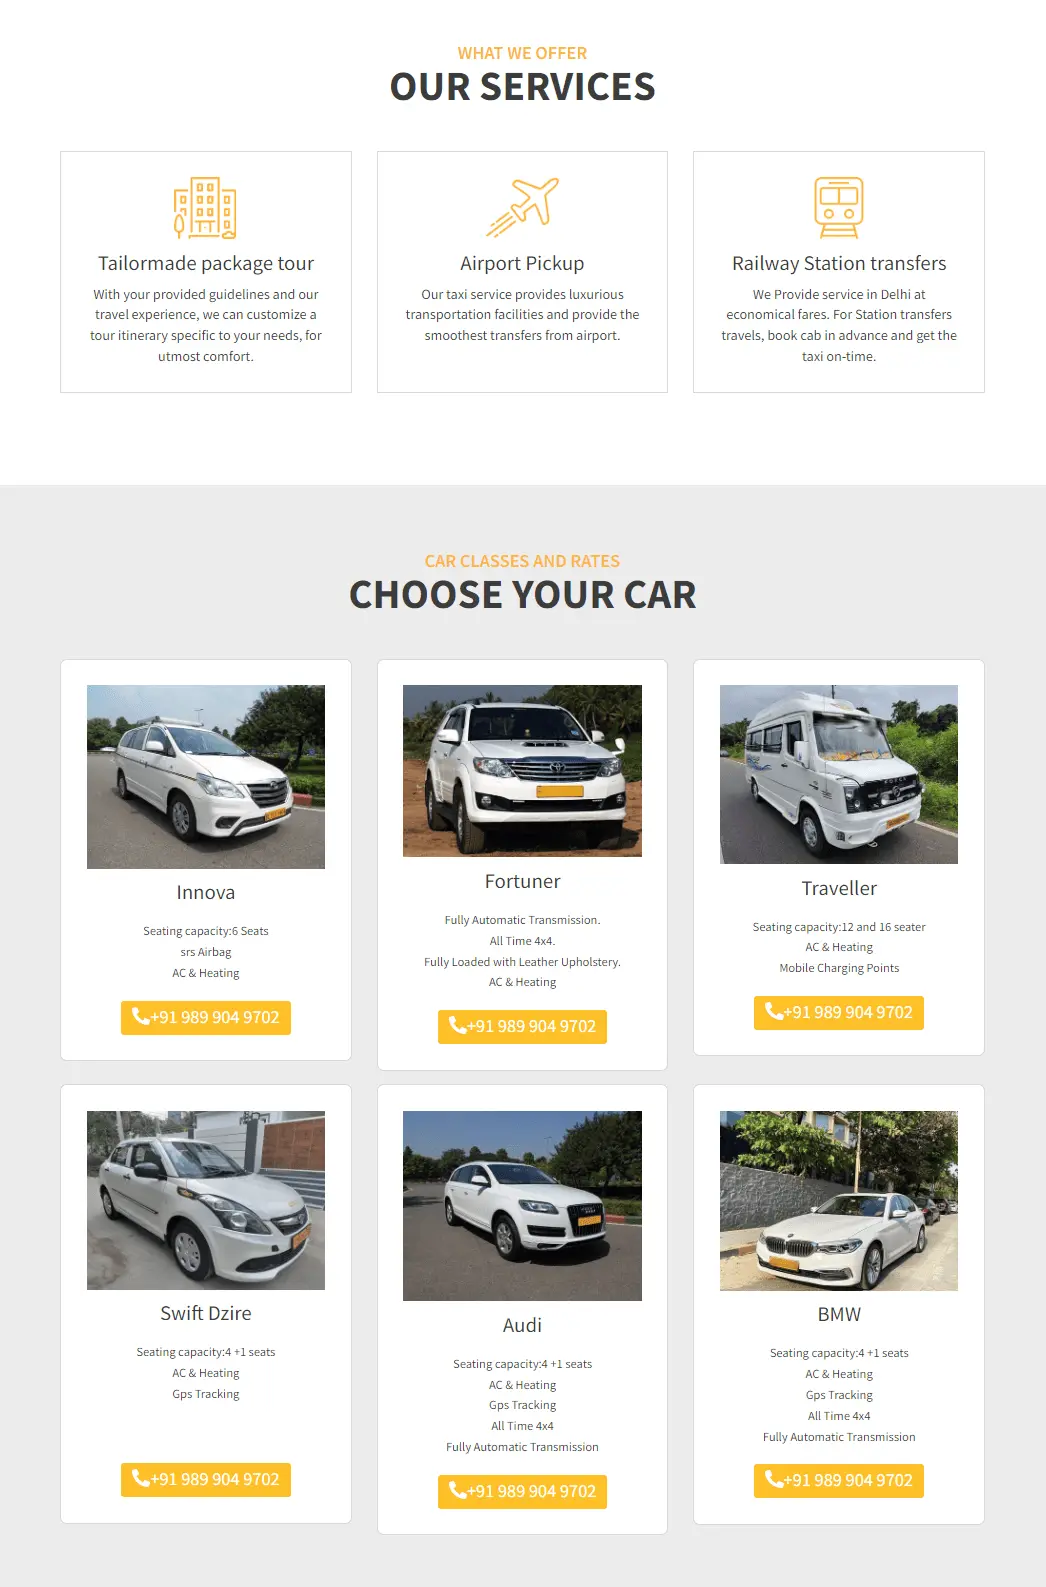 WHAT WE OFFER
OUR SERVICES
Tailormade package tour
With your provided guidelines and our
travel experience, we can customize a
tour itinerary specific to your needs, for
utmost comfort.
Airport Pickup
Our taxi service provides luxurious
transportation facilities and provide the
smoothest transfers from airport.
Railway Station transfers
We Provide service in Delhi at
economical fares. For Station transfers
travels, book cab in advance and get the
taxi on-time.
CAR CLASSES AND RATES
CHOOSE YOUR CAR
Innova
Seating capacity:6 Seats
srs Airbag
AC & Heating
+91 989 904 9702
Fortuner
Fully Automatic Transmission.
All Time 4x4.
Fully Loaded with Leather Upholstery.
AC & Heating
+91 989 904 9702
Traveller
Seating capacity:12 and 16 seater
AC & Heating
Mobile Charging Points
+91 989 904 9702
Swift Dzire
Seating capacity:4 +1 seats
AC & Heating
Gps Tracking
+91 989 904 9702
Audi
Seating capacity:4 +1 seats
AC & Heating
Gps Tracking
All Time 4x4
Fully Automatic Transmission
+91 989 904 9702
BMW
Seating capacity:4 +1 seats
AC & Heating
Gps Tracking
All Time 4x4
Fully Automatic Transmission
+91 989 904 9702